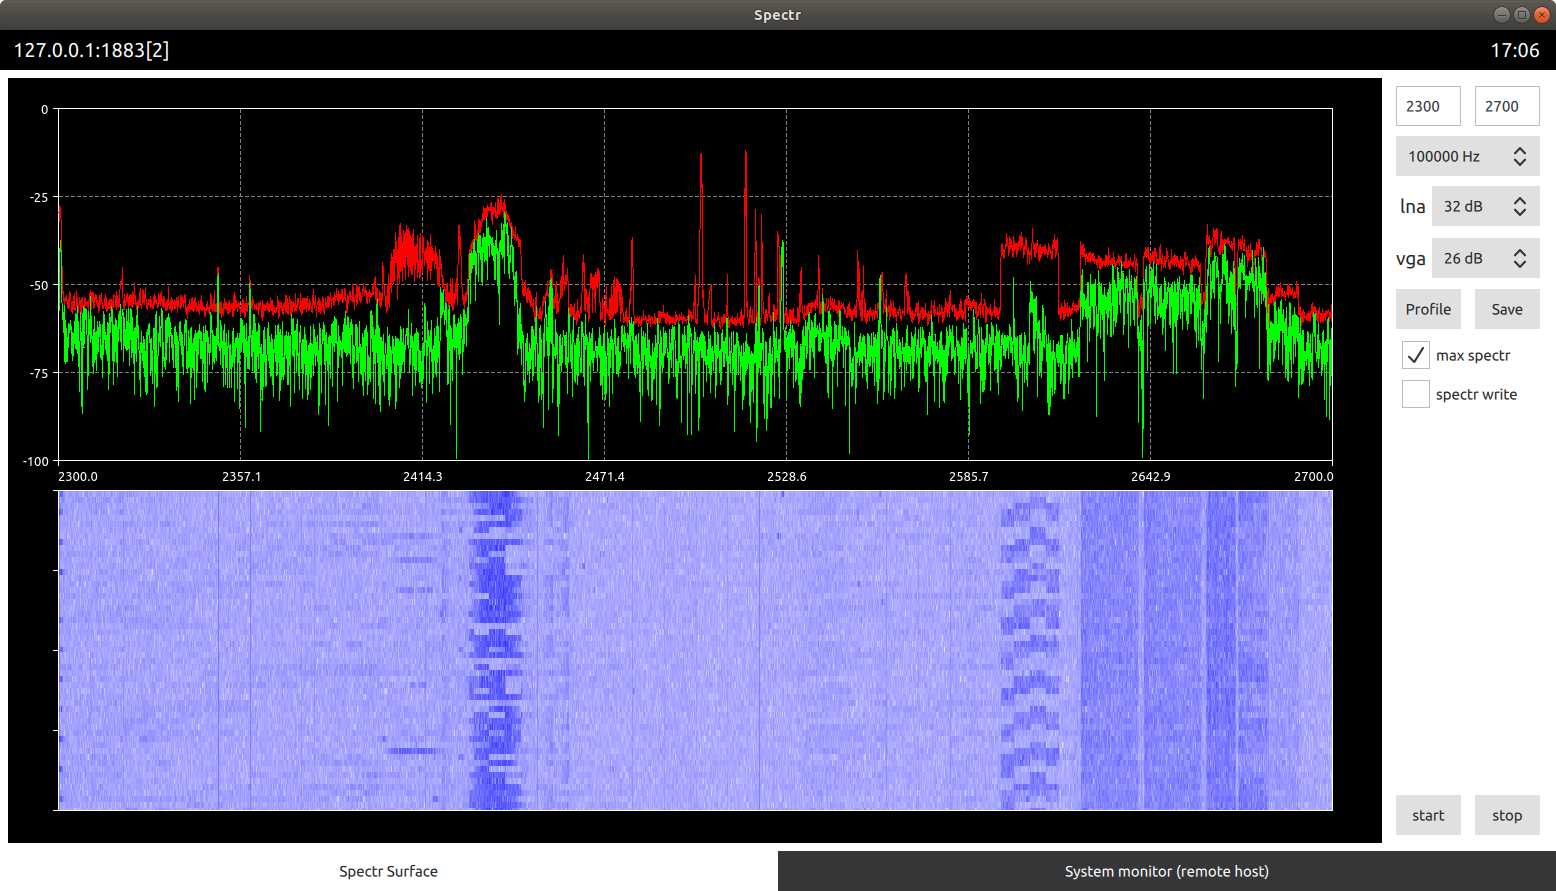 Spectr
127.0.0.1:1883[2]
17:06
0
-25
-50
-75
-100
2300.0 2357.1 2414.3 2471.4 2528.6 2585.7 2642.9 2700.0
2300 2700
100000 Hz
lna 32 dB
vga 26 dB
Profile Save
max spectr
spectr write
start stop
Spectr Surface
System monitor (remote host)